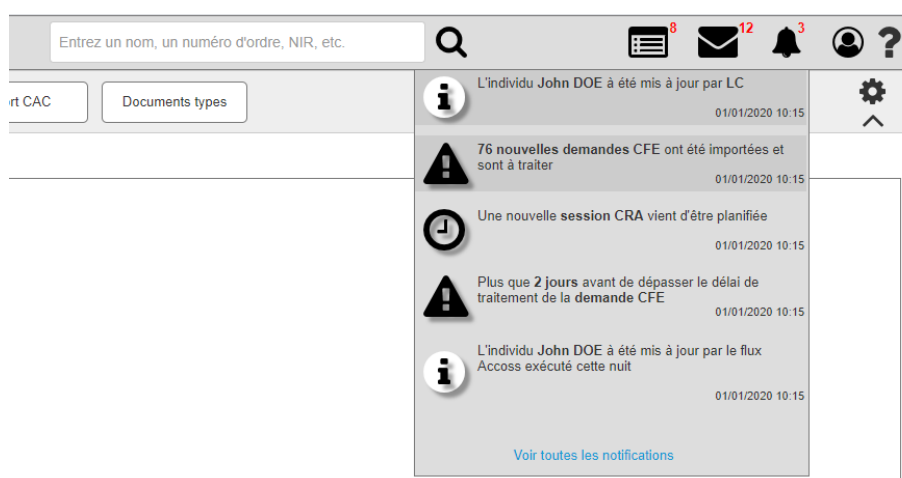 Entrez un nom, un numéro d'ordre, NIR, etc.
8
12
3
?
rt CAC
Documents types
L'individu John DOE à été mis à jour par LC
01/01/2020 10:15
76 nouvelles demandes CFE ont été importées et
sont à traiter
01/01/2020 10:15
Une nouvelle session CRA vient d'être planifiée
01/01/2020 10:15
Plus que 2 jours avant de dépasser le délai de
traitement de la demande CFE
01/01/2020 10:15
L'individu John DOE à été mis à jour par le flux
Accoss exécuté cette nuit
01/01/2020 10:15
Voir toutes les notifications